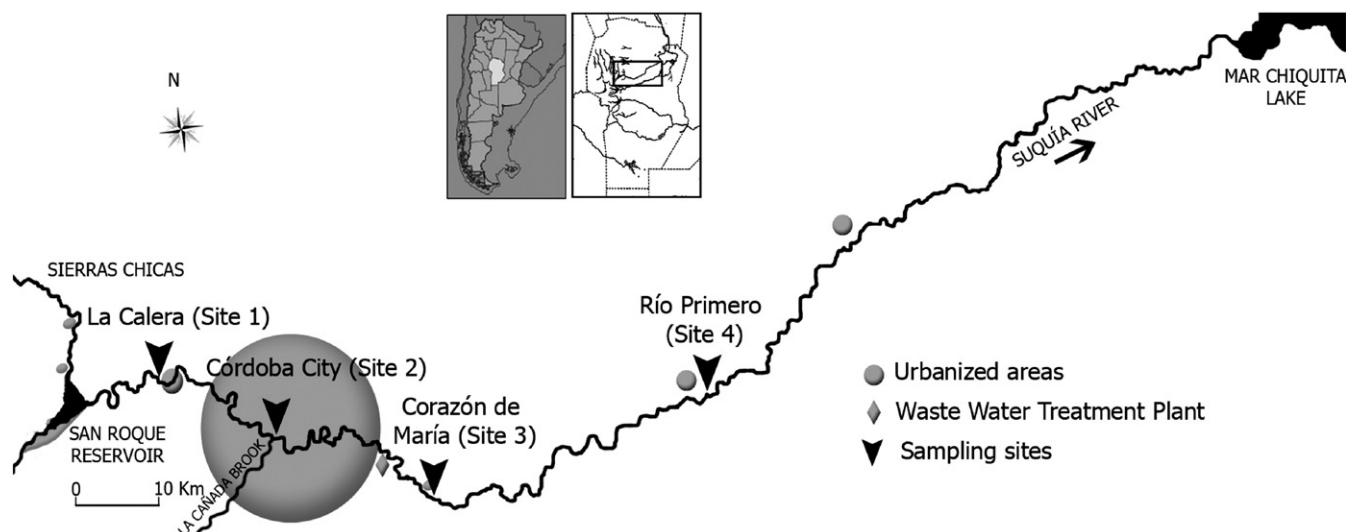 N
MAR CHIQUITA
LAKE
SUQUÍA RIVER
SIERRAS CHICAS
La Calera (Site 1)
Córdoba City (Site 2)
Río Primero
(Site 4)
Corazón de
María (Site 3)
SAN ROQUE
RESERVOIR
LA CAÑADA BROOK
0 10 Km
Urbanized areas
Waste Water Treatment Plant
Sampling sites